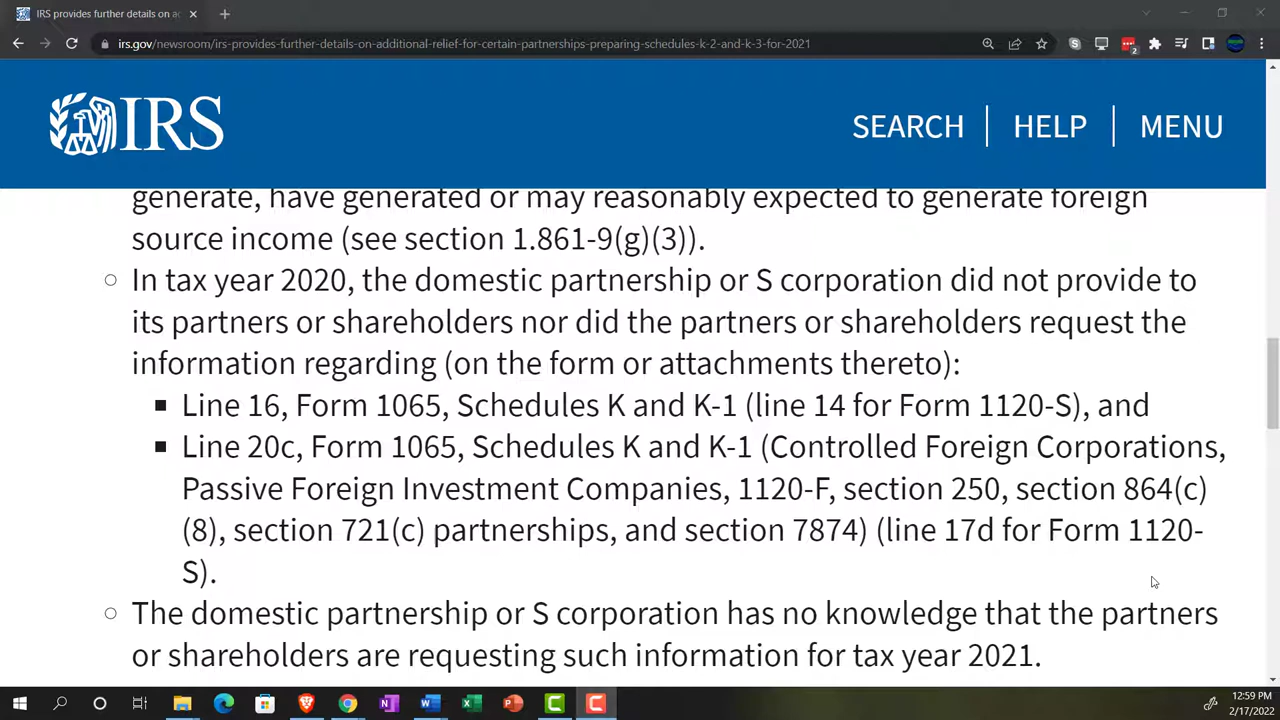 IRS provides further details on ad
irs.gov/newsroom/irs-provides-further-details-on-additional-relief-for-certain-partnerships-preparing-schedules-k-2-and-k-3-for-2021
2
IRS
SEARCH
HELP
MENU
generate, have generated or may reasonably expected to generate foreign
source income (see section 1.861-9(g)(3)).
In tax year 2020, the domestic partnership or S corporation did not provide to
its partners or shareholders nor did the partners or shareholders request the
information regarding (on the form or attachments thereto):
Line 16, Form 1065, Schedules K and K-1 (line 14 for Form 1120-S), and
Line 20c, Form 1065, Schedules K and K-1 (Controlled Foreign Corporations,
Passive Foreign Investment Companies, 1120-F, section 250, section 864(c)
(8), section 721(c) partnerships, and section 7874) (line 17d for Form 1120-
S).
The domestic partnership or S corporation has no knowledge that the partners
or shareholders are requesting such information for tax year 2021.
12:59 PM
2/17/2022